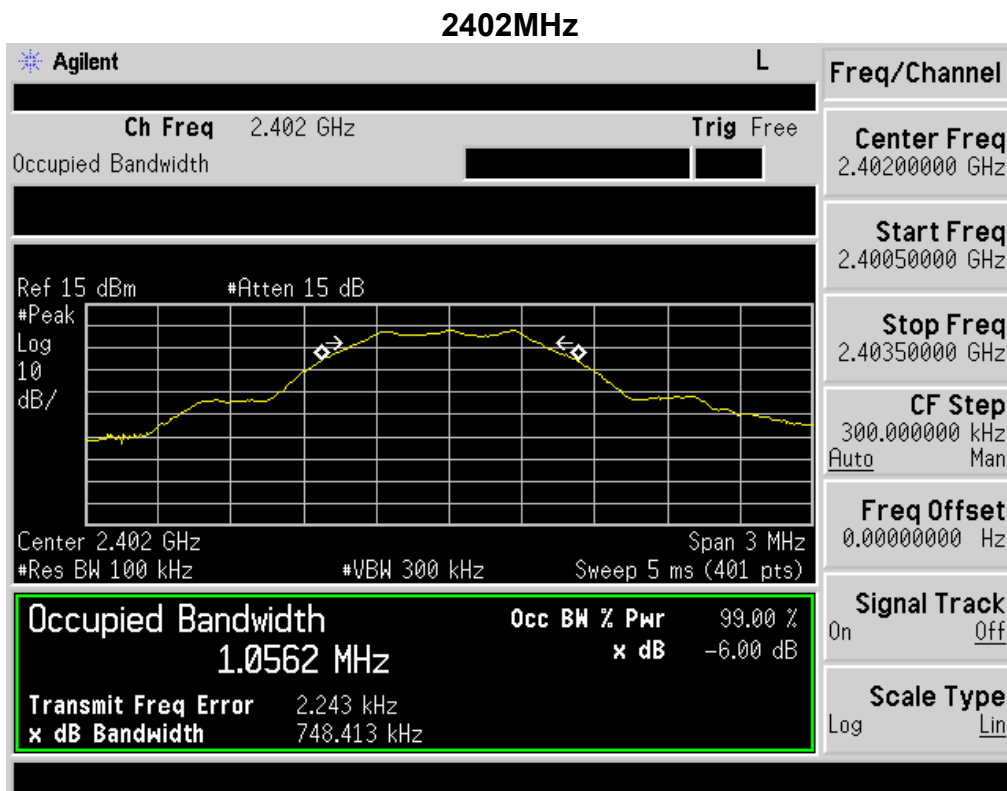 2402MHz
Agilent L
Freq/Channel
Ch Freq 2.402 GHz Trig Free
Occupied Bandwidth
Center Freq
2.40200000 GHz
Start Freq
2.40050000 GHz
Stop Freq
2.40350000 GHz
CF Step
300.000000 kHz
Auto Man
Freq Offset
0.00000000 Hz
Signal Track
On Off
Scale Type
Log Lin
Ref 15 dBm #Atten 15 dB
#Peak
Log
10
dB/
Center 2.402 GHz Span 3 MHz
#Res BW 100 kHz #VBW 300 kHz Sweep 5 ms (401 pts)
Occupied Bandwidth
1.0562 MHz
Occ BW % Pwr 99.00 %
x dB -6.00 dB
Transmit Freq Error 2.243 kHz
x dB Bandwidth 748.413 kHz